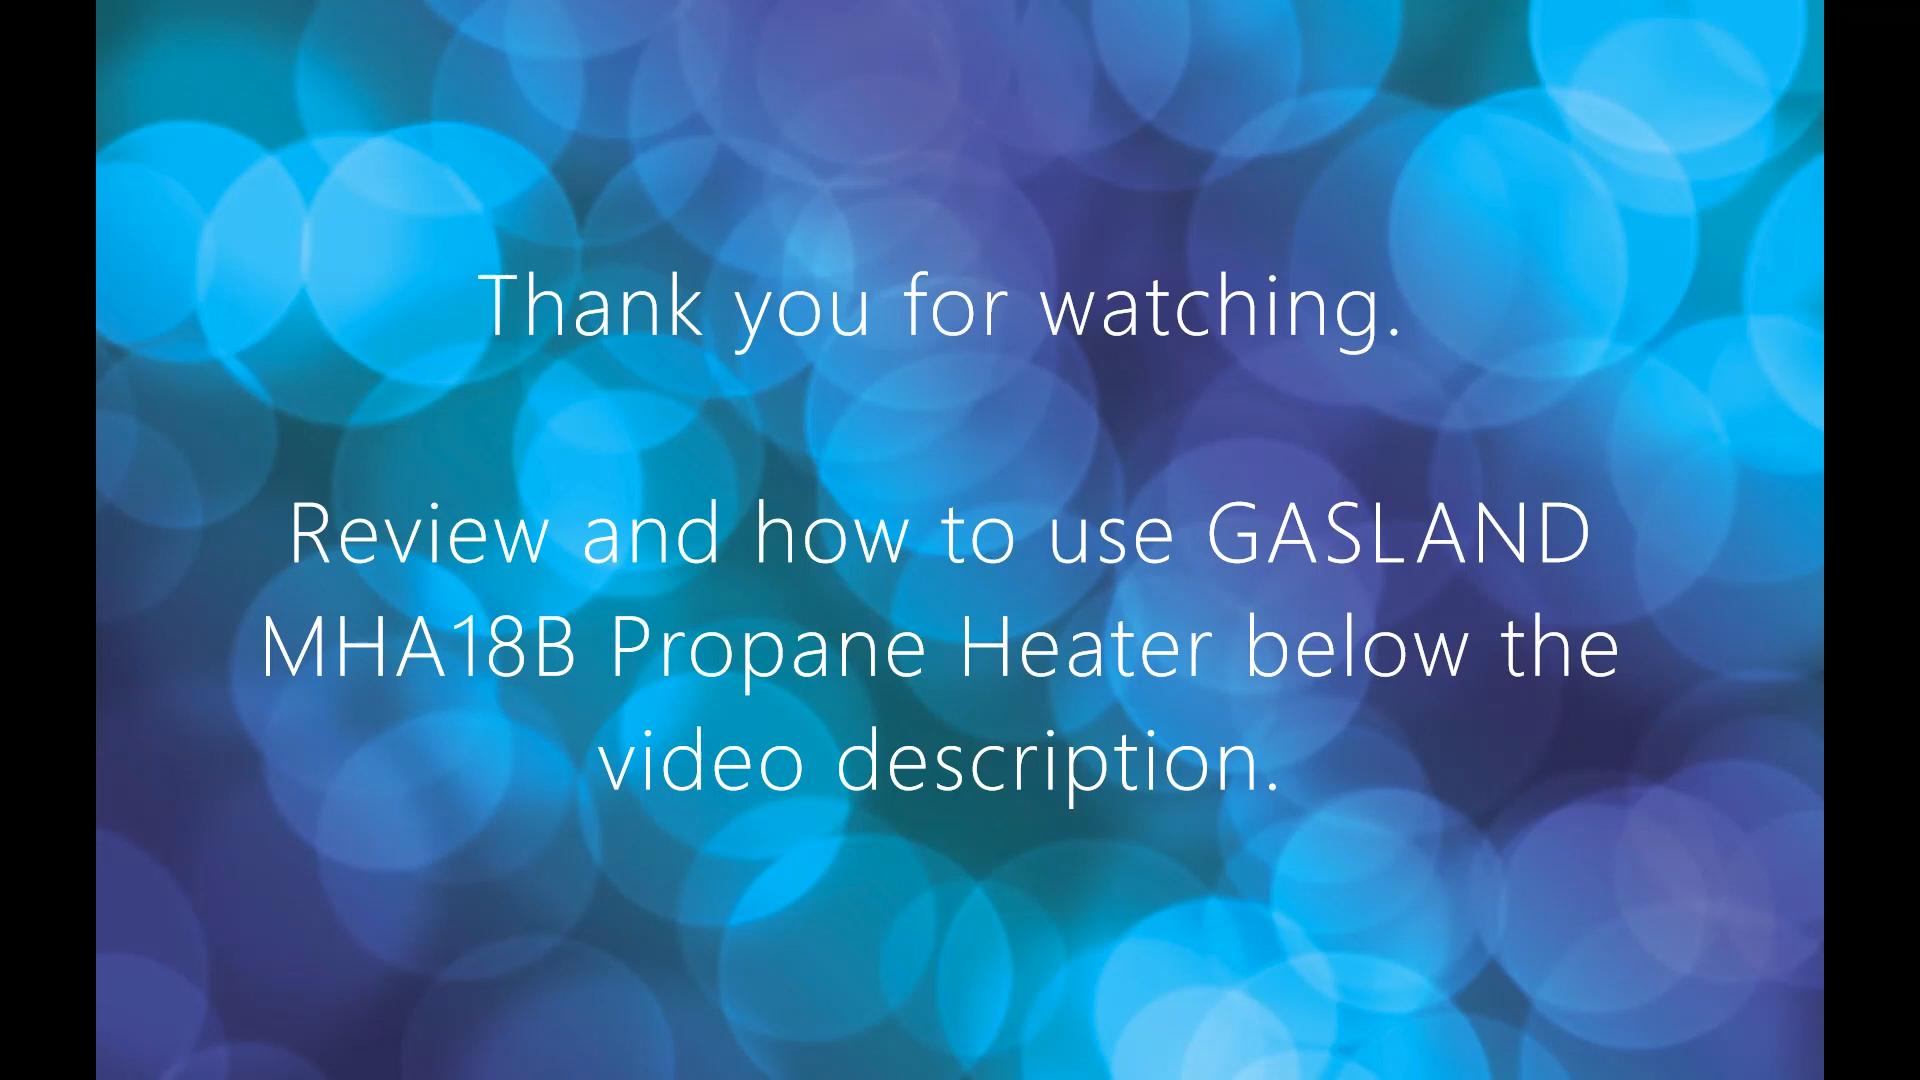 Thank you for watching.
Review and how to use GASLAND
MHA18B Propane Heater below the
video description.